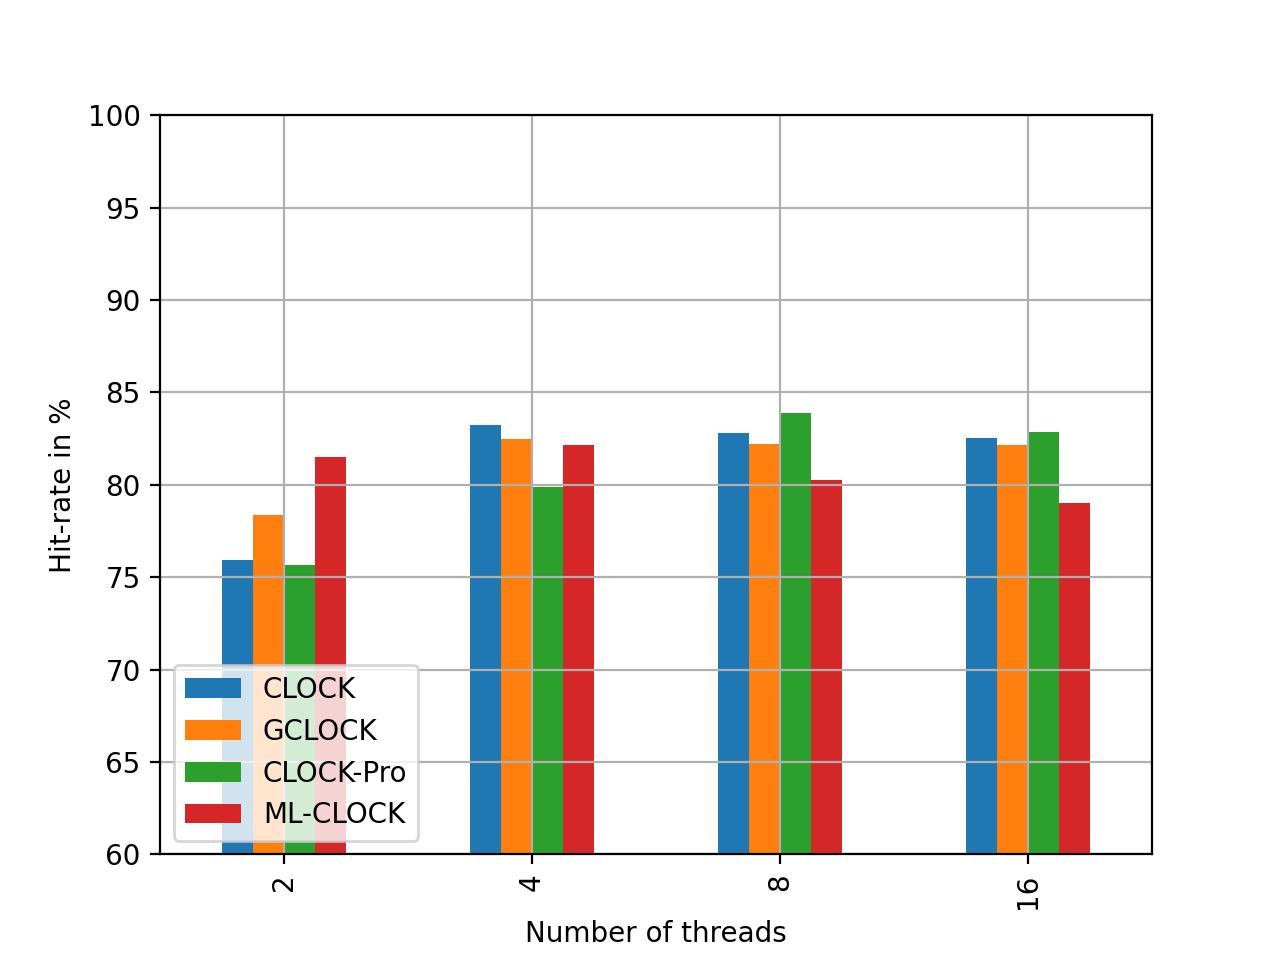 100
95
90
85
80
75
70
65
60
Hit-rate in %
CLOCK
GCLOCK
CLOCK-Pro
ML-CLOCK
2
4
8
16
Number of threads